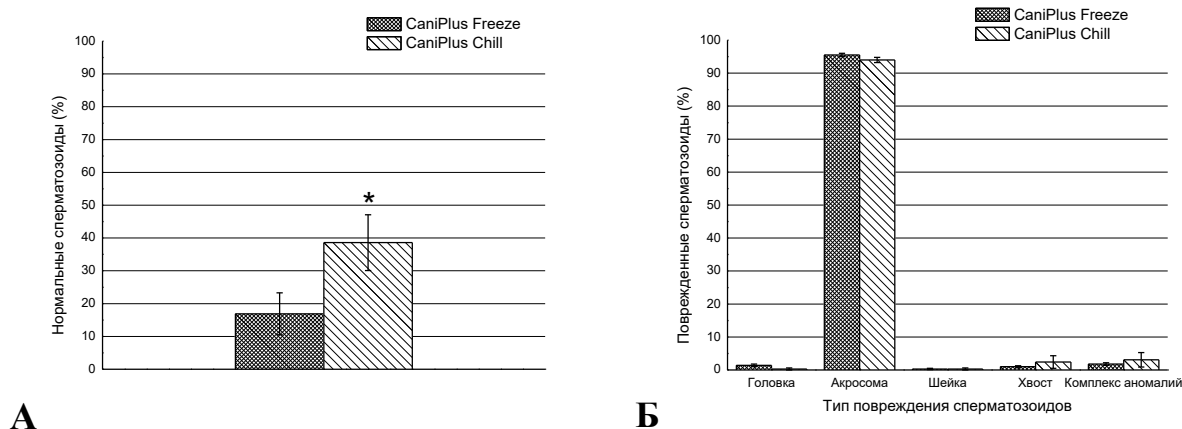 CaniPlus Freeze
CaniPlus Chill
100
90
80
70
60
50
40
30
20
10
0
Нормальные сперматозоиды (%)
*
А
CaniPlus Freeze
CaniPlus Chill
100
90
80
70
60
50
40
30
20
10
0
Поврежденные сперматозоиды (%)
Головка Акросома Шейка Хвост Комплекс аномалий
Тип повреждения сперматозоидов
Б